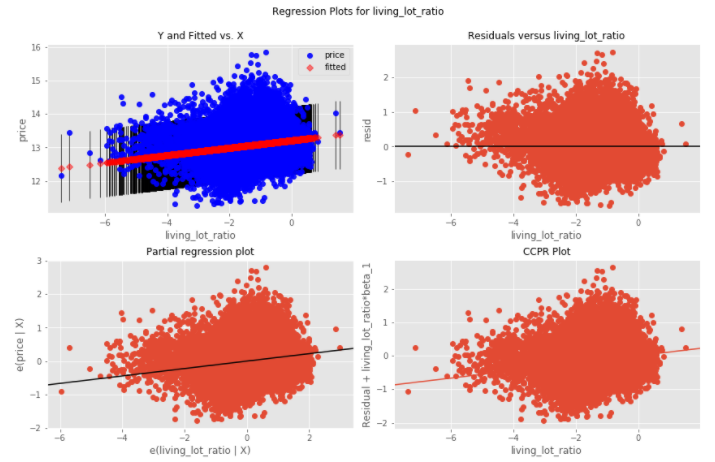 Regression Plots for living_lot_ratio
Y and Fitted vs. X
price
fitted
16
15
14
13
12
price
−6
−4
−2
0
living_lot_ratio
Residuals versus living_lot_ratio
2
1
0
−1
resid
−6
−4
−2
0
living_lot_ratio
Partial regression plot
3
2
1
0
−1
−2
e(price | X)
−6
−4
−2
0
2
e(living_lot_ratio | X)
CCPR Plot
2
1
0
−1
−2
Residual + living_lot_ratio*beta_1
−6
−4
−2
0
living_lot_ratio